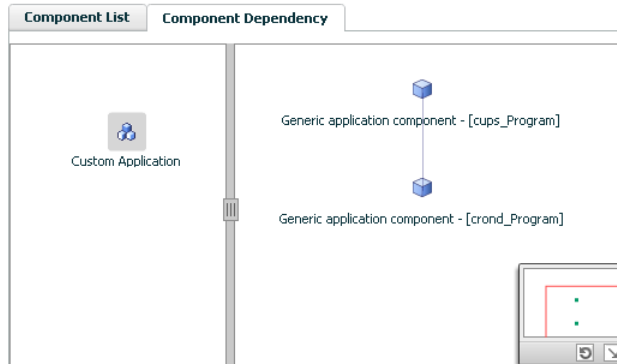 Component List
Component Dependency
Custom Application
Generic application component - [cups_Program]
Generic application component - [crond_Program]